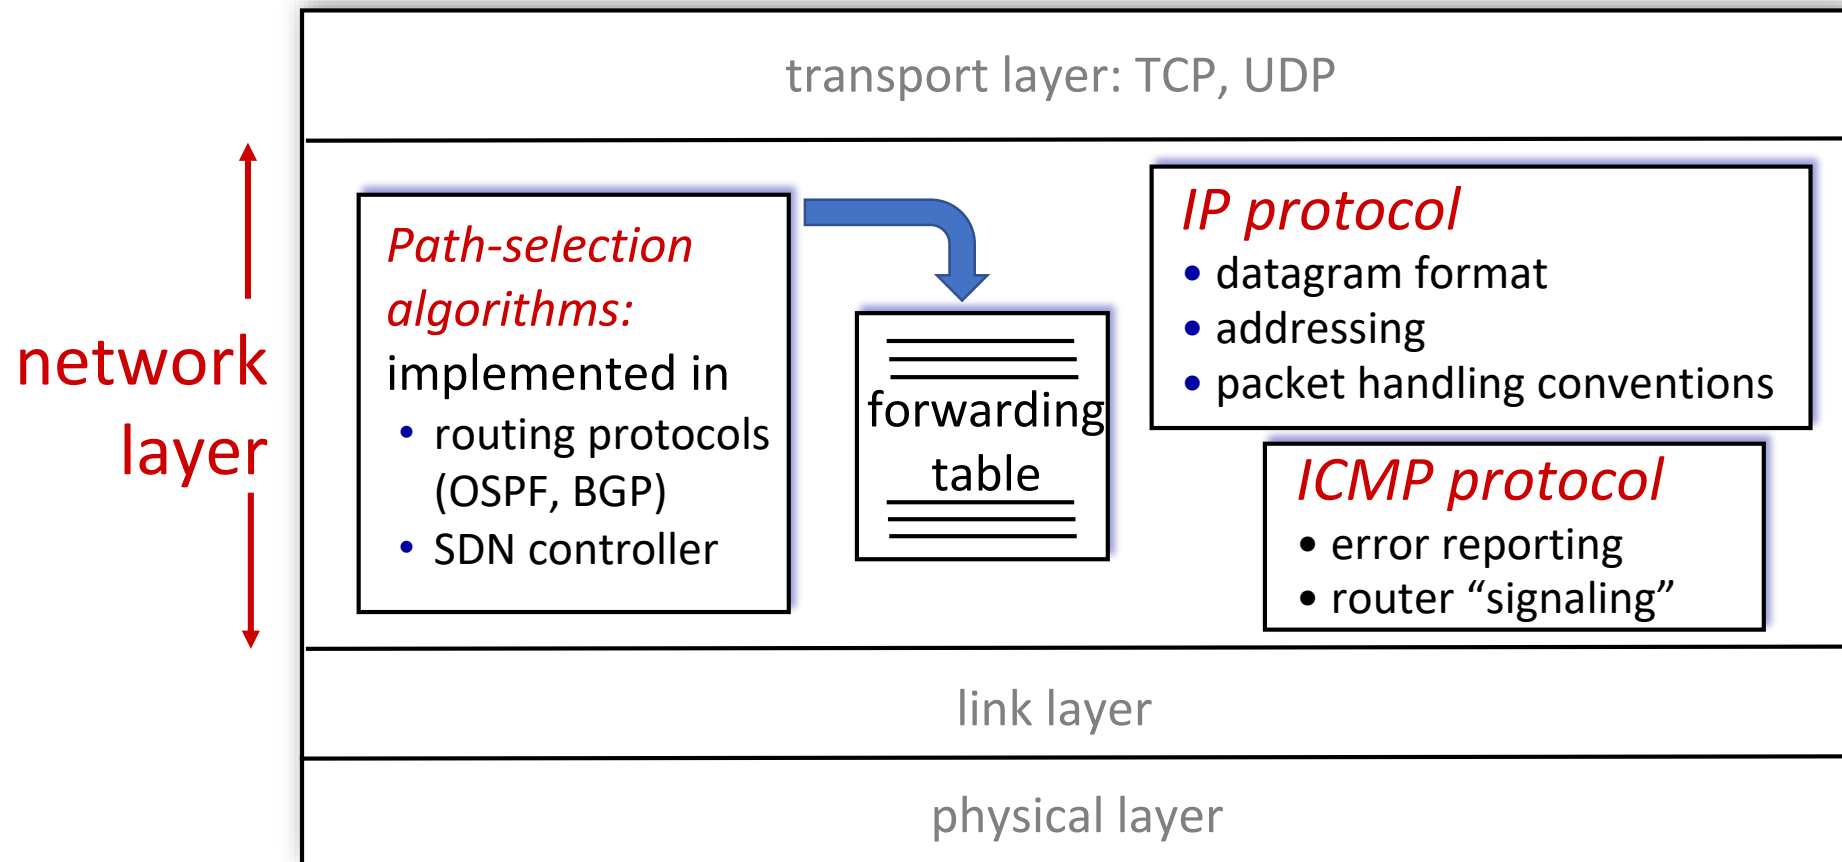 transport layer: TCP, UDP
network
layer
Path-selection
algorithms:
implemented in
• routing protocols
(OSPF, BGP)
• SDN controller
forwarding
table
IP protocol
• datagram format
• addressing
• packet handling conventions
ICMP protocol
• error reporting
• router “signaling”
link layer
physical layer